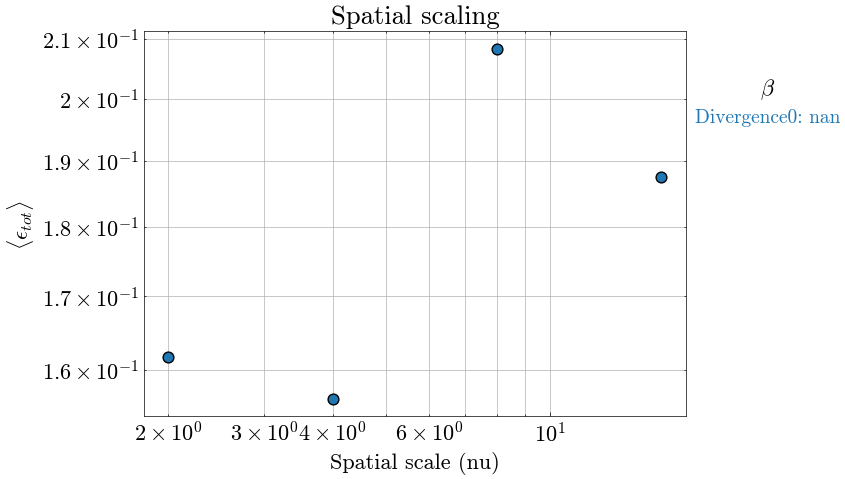 Spatial scaling
2.1 × 10⁻¹
2 × 10⁻¹
1.9 × 10⁻¹
1.8 × 10⁻¹
1.7 × 10⁻¹
1.6 × 10⁻¹
⟨ϵ_tot⟩
β
Divergence0: nan
2 × 10⁰ 3 × 10⁰ 4 × 10⁰ 6 × 10⁰ 10¹
Spatial scale (nu)